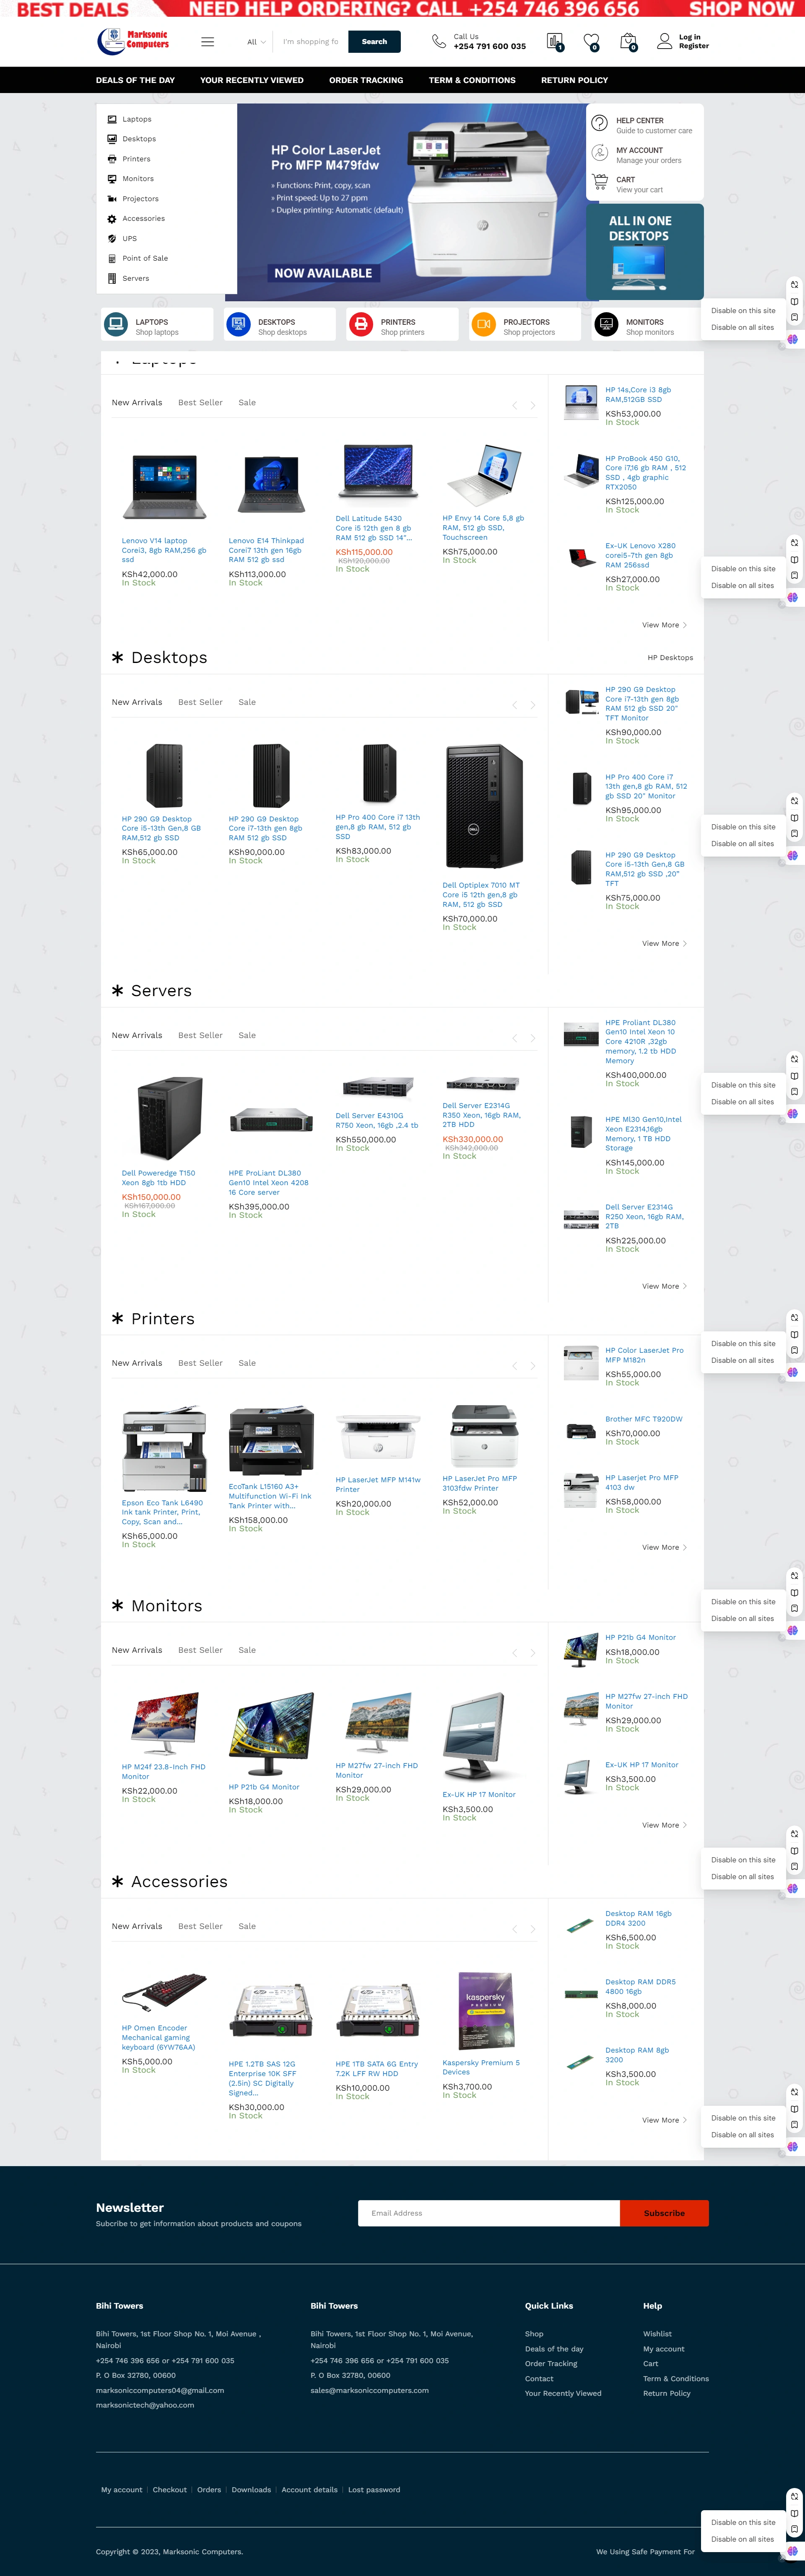 BEST DEALS
NEED HELP ORDERING? CALL +254 746 396 656
SHOP NOW
Marksonic
Computers
All
I'm shopping fo
Search
Call Us
+254 791 600 035
1
0
0
Log in
Register
DEALS OF THE DAY
YOUR RECENTLY VIEWED
ORDER TRACKING
TERM & CONDITIONS
RETURN POLICY
Laptops
Desktops
Printers
Monitors
Projectors
Accessories
UPS
Point of Sale
Servers
HP Color LaserJet
Pro MFP M479fdw
» Functions: Print, copy, scan
» Print speed: Up to 27 ppm
» Duplex printing: Automatic (default)
NOW AVAILABLE
HELP CENTER
Guide to customer care
MY ACCOUNT
Manage your orders
CART
View your cart
ALL IN ONE
DESKTOPS
Disable on this site
Disable on all sites
LAPTOPS
Shop laptops
DESKTOPS
Shop desktops
PRINTERS
Shop printers
PROJECTORS
Shop projectors
MONITORS
Shop monitors
Laptops
New Arrivals
Best Seller
Sale
Lenovo V14 laptop
Corei3, 8gb RAM,256 gb
ssd
KSh42,000.00
In Stock
Lenovo E14 Thinkpad
Corei7 13th gen 16gb
RAM 512 gb ssd
KSh113,000.00
In Stock
Dell Latitude 5430
Core i5 12th gen 8 gb
RAM 512 gb SSD 14"...
KSh115,000.00
KSh120,000.00
In Stock
HP Envy 14 Core 5,8 gb
RAM, 512 gb SSD,
Touchscreen
KSh75,000.00
In Stock
HP 14s,Core i3 8gb
RAM,512GB SSD
KSh53,000.00
In Stock
HP ProBook 450 G10,
Core i7,16 gb RAM , 512
SSD , 4gb graphic
RTX2050
KSh125,000.00
In Stock
Ex-UK Lenovo X280
corei5-7th gen 8gb
RAM 256ssd
KSh27,000.00
In Stock
View More
Disable on this site
Disable on all sites
Desktops
HP Desktops
New Arrivals
Best Seller
Sale
HP 290 G9 Desktop
Core i5-13th Gen,8 GB
RAM,512 gb SSD
KSh65,000.00
In Stock
HP 290 G9 Desktop
Core i7-13th gen 8gb
RAM 512 gb SSD
KSh90,000.00
In Stock
HP Pro 400 Core i7 13th
gen,8 gb RAM, 512 gb
SSD
KSh83,000.00
In Stock
Dell Optiplex 7010 MT
Core i5 12th gen,8 gb
RAM, 512 gb SSD
KSh70,000.00
In Stock
HP 290 G9 Desktop
Core i7-13th gen 8gb
RAM 512 gb SSD 20"
TFT Monitor
KSh90,000.00
In Stock
HP Pro 400 Core i7
13th gen,8 gb RAM, 512
gb SSD 20" Monitor
KSh95,000.00
In Stock
HP 290 G9 Desktop
Core i5-13th Gen,8 GB
RAM,512 gb SSD ,20"
TFT
KSh75,000.00
In Stock
View More
Disable on this site
Disable on all sites
Servers
New Arrivals
Best Seller
Sale
Dell Poweredge T150
Xeon 8gb 1tb HDD
KSh150,000.00
KSh167,000.00
In Stock
HPE ProLiant DL380
Gen10 Intel Xeon 4208
16 Core server
KSh395,000.00
In Stock
Dell Server E4310G
R750 Xeon, 16gb ,2.4 tb
KSh550,000.00
In Stock
Dell Server E2314G
R350 Xeon, 16gb RAM,
2TB HDD
KSh330,000.00
KSh342,000.00
In Stock
HPE Proliant DL380
Gen10 Intel Xeon 10
Core 4210R ,32gb
memory, 1.2 tb HDD
Memory
KSh400,000.00
In Stock
HPE Ml30 Gen10,Intel
Xeon E2314,16gb
Memory, 1 TB HDD
Storage
KSh145,000.00
In Stock
Dell Server E2314G
R250 Xeon, 16gb RAM,
2TB
KSh225,000.00
In Stock
View More
Disable on this site
Disable on all sites
Printers
New Arrivals
Best Seller
Sale
Epson Eco Tank L6490
Ink tank Printer, Print,
Copy, Scan and...
KSh65,000.00
In Stock
EcoTank L15160 A3+
Multifunction Wi-Fi Ink
Tank Printer with...
KSh158,000.00
In Stock
HP LaserJet MFP M141w
Printer
KSh20,000.00
In Stock
HP LaserJet Pro MFP
3103fdw Printer
KSh52,000.00
In Stock
HP Color LaserJet Pro
MFP M182n
KSh55,000.00
In Stock
Brother MFC T920DW
KSh70,000.00
In Stock
HP Laserjet Pro MFP
4103 dw
KSh58,000.00
In Stock
View More
Disable on this site
Disable on all sites
Monitors
New Arrivals
Best Seller
Sale
HP M24f 23.8-Inch FHD
Monitor
KSh22,000.00
In Stock
HP P21b G4 Monitor
KSh18,000.00
In Stock
HP M27fw 27-inch FHD
Monitor
KSh29,000.00
In Stock
Ex-UK HP 17 Monitor
KSh3,500.00
In Stock
HP P21b G4 Monitor
KSh18,000.00
In Stock
HP M27fw 27-inch FHD
Monitor
KSh29,000.00
In Stock
Ex-UK HP 17 Monitor
KSh3,500.00
In Stock
View More
Disable on this site
Disable on all sites
Disable on this site
Disable on all sites
Accessories
New Arrivals
Best Seller
Sale
HP Omen Encoder
Mechanical gaming
keyboard (6YW76AA)
KSh5,000.00
In Stock
HPE 1.2TB SAS 12G
Enterprise 10K SFF
(2.5in) SC Digitally
Signed...
KSh30,000.00
In Stock
HPE 1TB SATA 6G Entry
7.2K LFF RW HDD
KSh10,000.00
In Stock
kaspersky
PREMIUM
Kaspersky Premium 5
Devices
KSh3,700.00
In Stock
Desktop RAM 16gb
DDR4 3200
KSh6,500.00
In Stock
Desktop RAM DDR5
4800 16gb
KSh8,000.00
In Stock
Desktop RAM 8gb
3200
KSh3,500.00
In Stock
View More
Disable on this site
Disable on all sites
Newsletter
Subcribe to get information about products and coupons
Email Address
Subscribe
Bihi Towers
Bihi Towers, 1st Floor Shop No. 1, Moi Avenue ,
Nairobi
+254 746 396 656 or +254 791 600 035
P. O Box 32780, 00600
marksoniccomputers04@gmail.com
marksonictech@yahoo.com
Bihi Towers
Bihi Towers, 1st Floor Shop No. 1, Moi Avenue,
Nairobi
+254 746 396 656 or +254 791 600 035
P. O Box 32780, 00600
sales@marksoniccomputers.com
Quick Links
Shop
Deals of the day
Order Tracking
Contact
Your Recently Viewed
Help
Wishlist
My account
Cart
Term & Conditions
Return Policy
My account
Checkout
Orders
Downloads
Account details
Lost password
Disable on this site
Disable on all sites
Copyright © 2023, Marksonic Computers.
We Using Safe Payment For